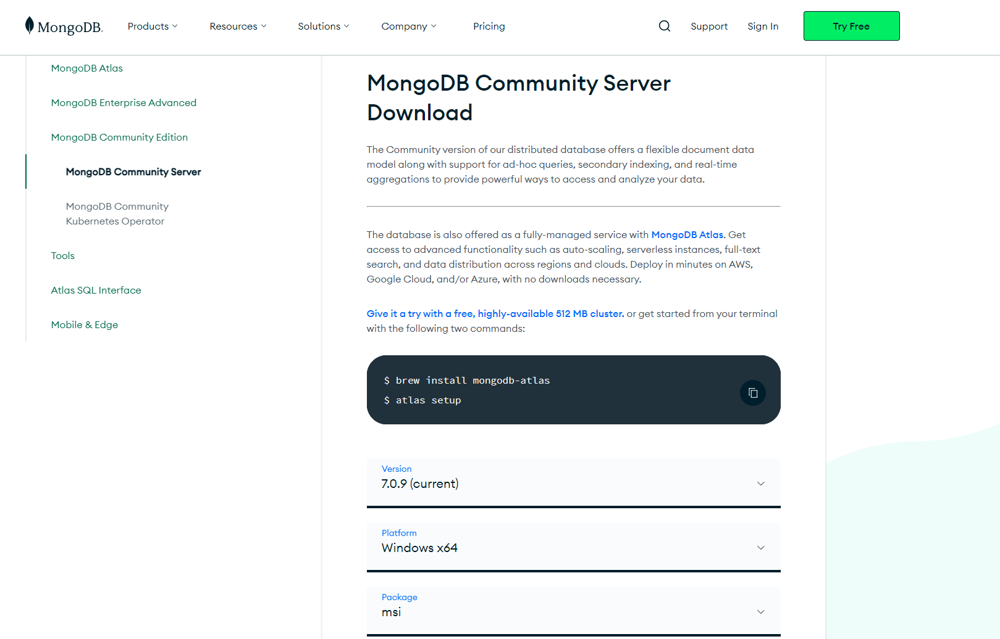 MongoDB.
Products
Resources
Solutions
Company
Pricing
Support
Sign In
Try Free
MongoDB Atlas
MongoDB Enterprise Advanced
MongoDB Community Edition
MongoDB Community Server
MongoDB Community
Kubernetes Operator
Tools
Atlas SQL Interface
Mobile & Edge
MongoDB Community Server
Download
The Community version of our distributed database offers a flexible document data
model along with support for ad-hoc queries, secondary indexing, and real-time
aggregations to provide powerful ways to access and analyze your data.
The database is also offered as a fully-managed service with MongoDB Atlas. Get
access to advanced functionality such as auto-scaling, serverless instances, full-text
search, and data distribution across regions and clouds. Deploy in minutes on AWS,
Google Cloud, and/or Azure, with no downloads necessary.
Give it a try with a free, highly-available 512 MB cluster. or get started from your terminal
with the following two commands:
$ brew install mongodb-atlas
$ atlas setup
Version
7.0.9 (current)
Platform
Windows x64
Package
msi